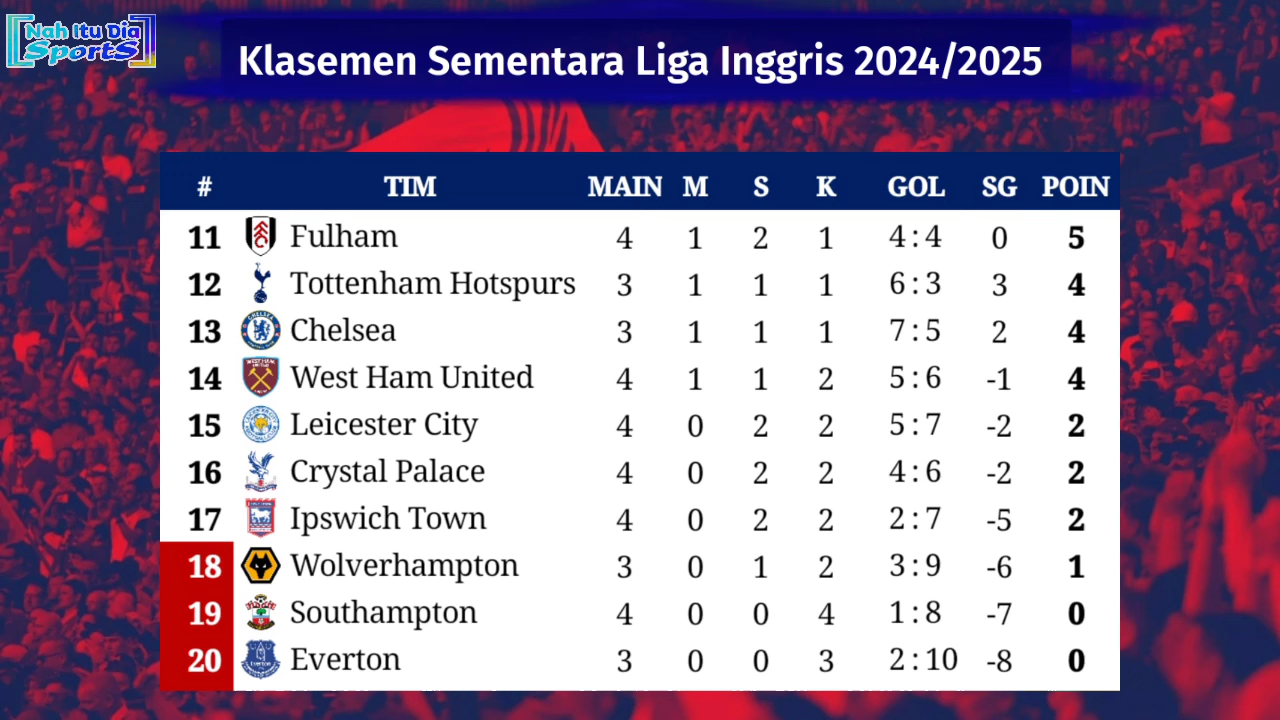 Nah Itu Dia
Sports
Klasemen Sementara Liga Inggris 2024/2025
# TIM MAIN M S K GOL SG POIN
11 Fulham 4 1 2 1 4 : 4 0 5
12 Tottenham Hotspurs 3 1 1 1 6 : 3 3 4
13 Chelsea 3 1 1 1 7 : 5 2 4
14 West Ham United 4 1 1 2 5 : 6 -1 4
15 Leicester City 4 0 2 2 5 : 7 -2 2
16 Crystal Palace 4 0 2 2 4 : 6 -2 2
17 Ipswich Town 4 0 2 2 2 : 7 -5 2
18 Wolverhampton 3 0 1 2 3 : 9 -6 1
19 Southampton 4 0 0 4 1 : 8 -7 0
20 Everton 3 0 0 3 2 : 10 -8 0